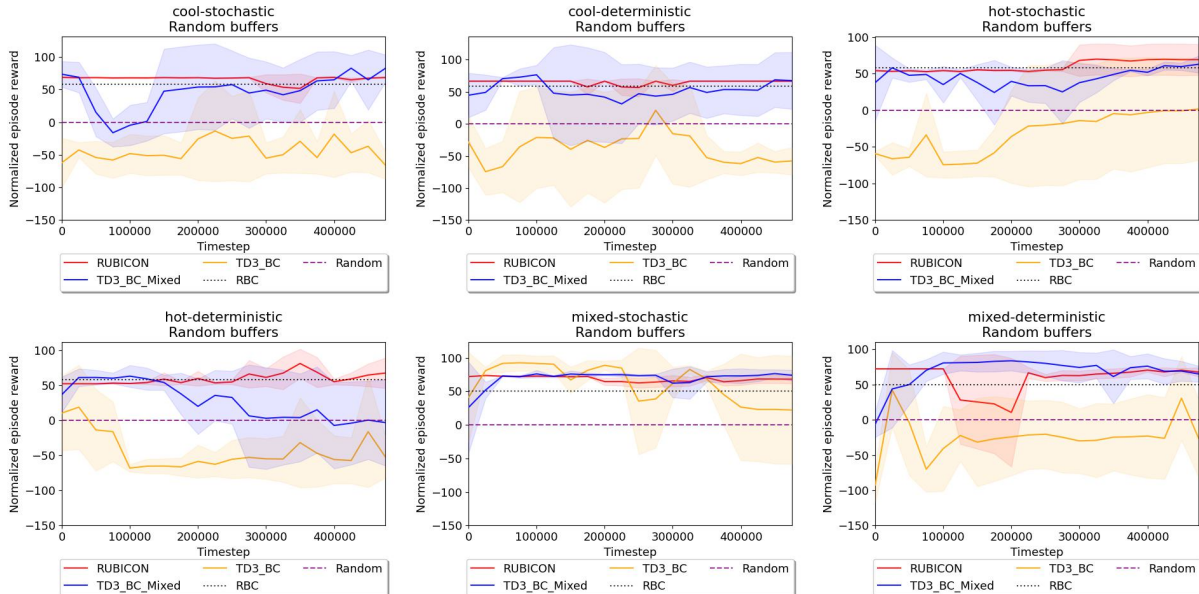 cool-stochastic
Random buffers
Normalized episode reward
100
50
0
−50
−100
−150
0 100000 200000 300000 400000
Timestep
RUBICON TD3_BC Random
TD3_BC_Mixed RBC
cool-deterministic
Random buffers
Normalized episode reward
100
50
0
−50
−100
−150
0 100000 200000 300000 400000
Timestep
RUBICON TD3_BC Random
TD3_BC_Mixed RBC
hot-stochastic
Random buffers
Normalized episode reward
100
50
0
−50
−100
−150
0 100000 200000 300000 400000
Timestep
RUBICON TD3_BC Random
TD3_BC_Mixed RBC
hot-deterministic
Random buffers
Normalized episode reward
100
50
0
−50
−100
−150
0 100000 200000 300000 400000
Timestep
RUBICON TD3_BC Random
TD3_BC_Mixed RBC
mixed-stochastic
Random buffers
Normalized episode reward
100
50
0
−50
−100
−150
0 100000 200000 300000 400000
Timestep
RUBICON TD3_BC Random
TD3_BC_Mixed RBC
mixed-deterministic
Random buffers
Normalized episode reward
100
50
0
−50
−100
−150
0 100000 200000 300000 400000
Timestep
RUBICON TD3_BC Random
TD3_BC_Mixed RBC